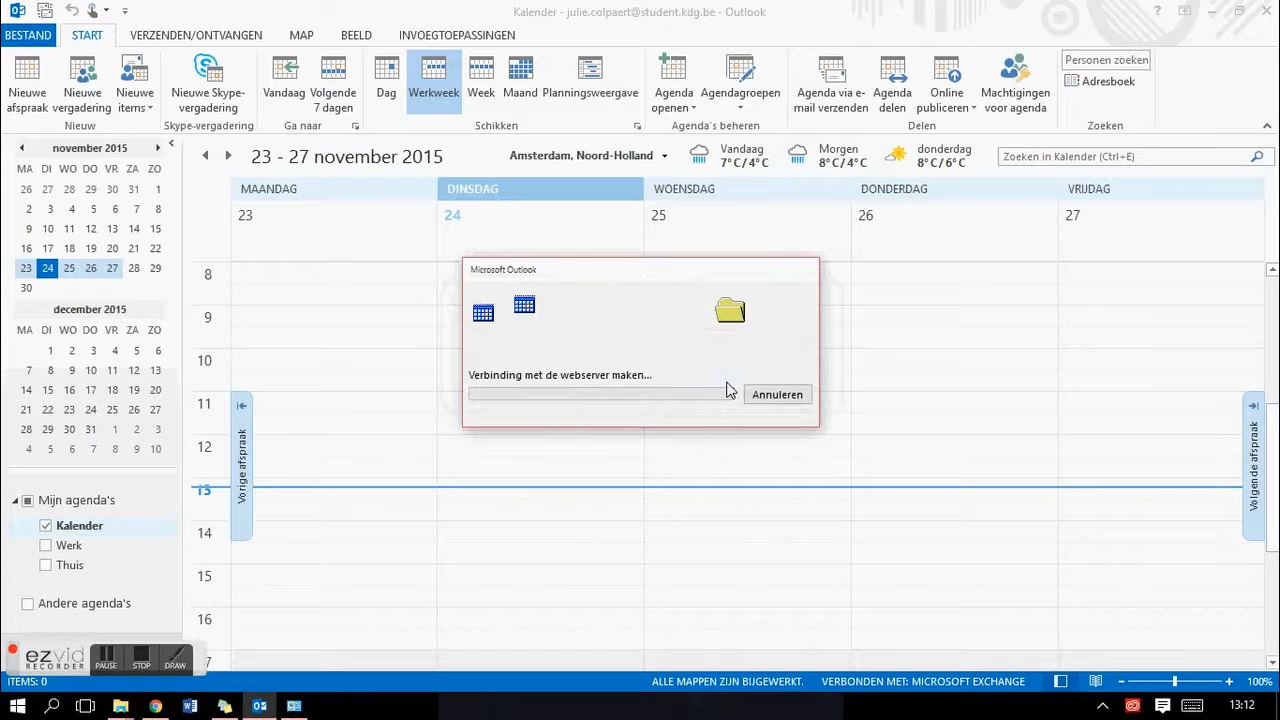 Kalender - julie.colpaert@student.kdg.be - Outlook
BESTAND START VERZENDEN/ONTVANGEN MAP BEELD INVOEGTOEPASSINGEN
Nieuwe afspraak
Nieuwe vergadering
Nieuwe items
Nieuwe Skype-vergadering
Vandaag
Volgende 7 dagen
Dag
Werkweek
Week
Maand
Planningsweergave
Agenda openen
Agendagroepen
Agenda via e-mail verzenden
Agenda delen
Online publiceren
Machtigingen voor agenda
Personen zoeken
Adresboek
Nieuw Skype-vergadering Ga naar Schikken Agenda's beheren Delen Zoeken
november 2015
MA DI WO DO VR ZA ZO
26 27 28 29 30 31 1
2 3 4 5 6 7 8
9 10 11 12 13 14 15
16 17 18 19 20 21 22
23 24 25 26 27 28 29
30
december 2015
MA DI WO DO VR ZA ZO
1 2 3 4 5 6
7 8 9 10 11 12 13
14 15 16 17 18 19 20
21 22 23 24 25 26 27
28 29 30 31 1 2 3
4 5 6 7 8 9 10
Mijn agenda's
Kalender
Werk
Thuis
Andere agenda's
23 - 27 november 2015
Amsterdam, Noord-Holland
Vandaag
7°C/4°C
Morgen
8°C/4°C
donderdag
8°C/6°C
Zoeken in Kalender (Ctrl+E)
MAANDAG DINSDAG WOENSDAG DONDERDAG VRIJDAG
23 24 25 26 27
8
9
10
11
12
13
14
15
16
17
Vorige afspraak
Volgende afspraak
Microsoft Outlook
Verbinding met de webserver maken...
Annuleren
ezvid
RECORDER
PAUSE STOP DRAW
ITEMS: 0 ALLE MAPPEN ZIJN BIJGEWERKT. VERBONDEN MET: MICROSOFT EXCHANGE 100%
13:12